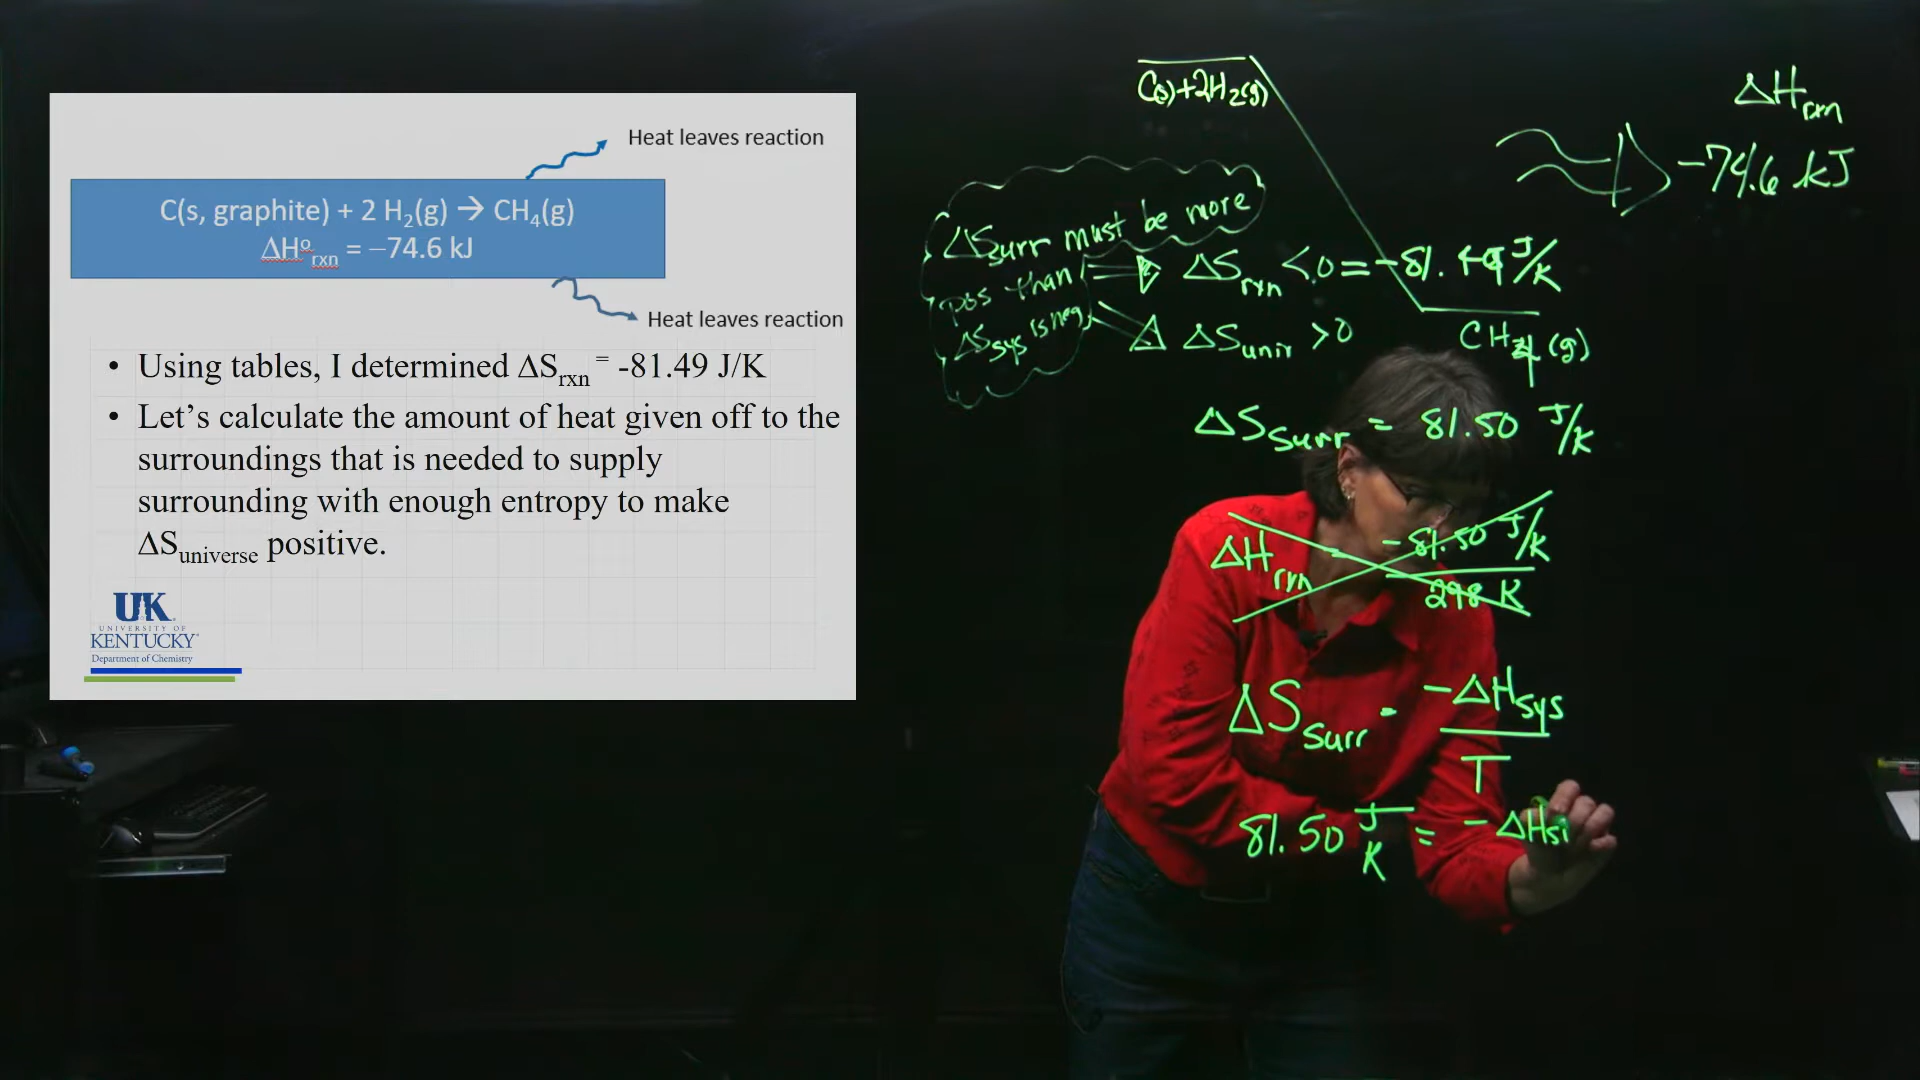 Heat leaves reaction
C(s, graphite) + 2 H₂(g) → CH₄(g)
ΔH°rxn = −74.6 kJ
Heat leaves reaction
• Using tables, I determined ΔSrxn = -81.49 J/K
• Let's calculate the amount of heat given off to the
surroundings that is needed to supply
surrounding with enough entropy to make
ΔSuniverse positive.
UK
UNIVERSITY OF
KENTUCKY
Department of Chemistry
C(s)+2H₂(g)
ΔHrxn
-74.6 kJ
ΔSsurr must be more
pos than
ΔSsys is neg
ΔSrxn <0 = -81.49 J/K
ΔSunir >0
CH₄(g)
ΔSsurr = 81.50 J/K
ΔHrxn = -81.50 J/K
298 K
ΔSsurr = -ΔHsys
T
81.50 J/K = -ΔHs